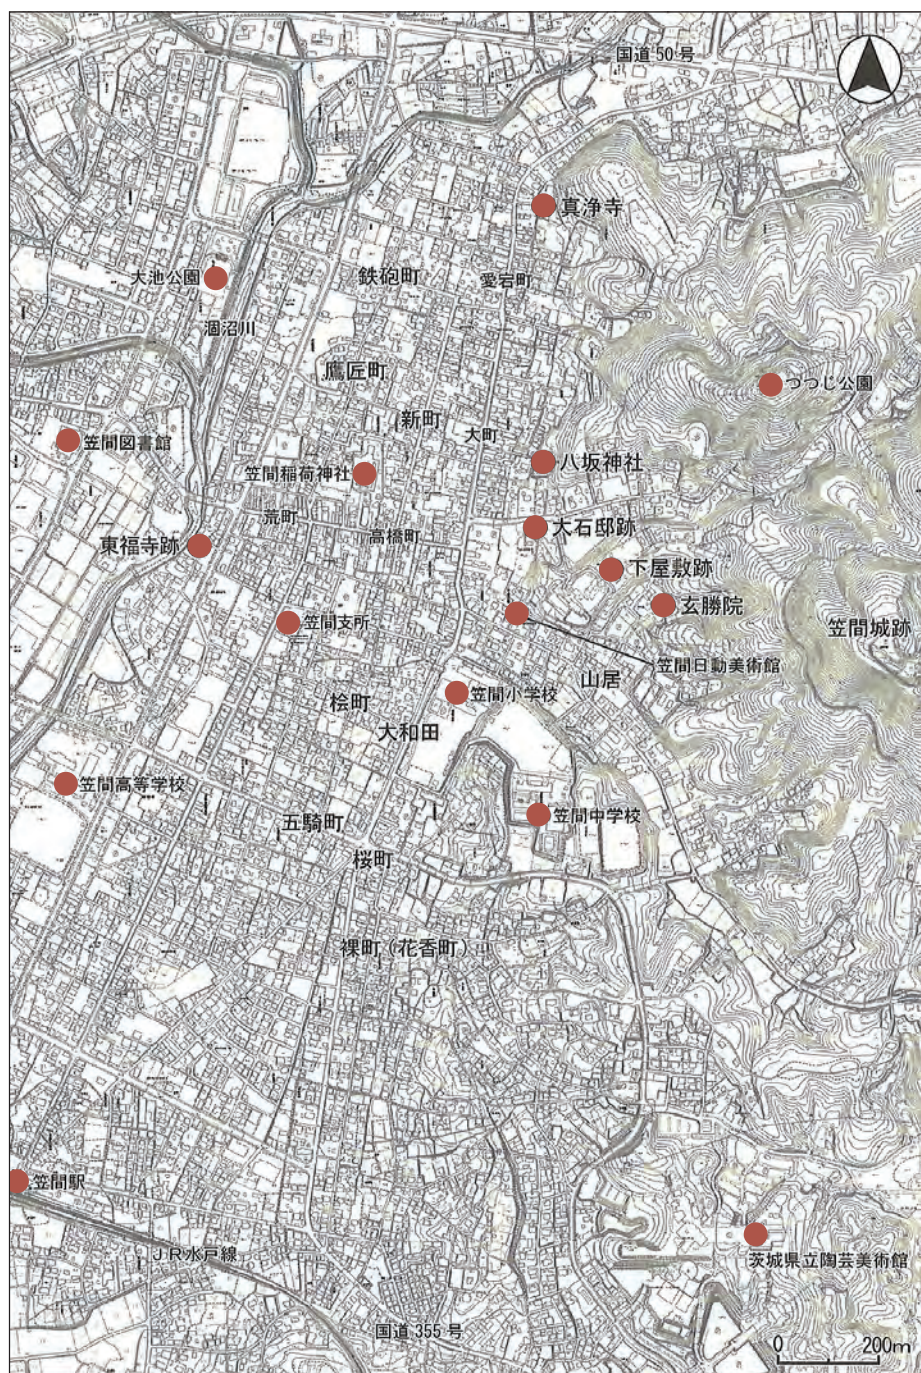 国道50号
真浄寺
大池公園
鉄砲町
愛宕町
涸沼川
鷹匠町
つつじ公園
新町
大町
笠間図書館
八坂神社
笠間稲荷神社
荒町
大石邸跡
高橋町
東福寺跡
下屋敷跡
玄勝院
笠間支所
笠間城跡
笠間日動美術館
山居
笠間小学校
桧町
大和田
笠間高等学校
笠間中学校
五騎町
桜町
裸町(花香町)
笠間駅
JR水戸線
茨城県立陶芸美術館
国道355号
0 200m